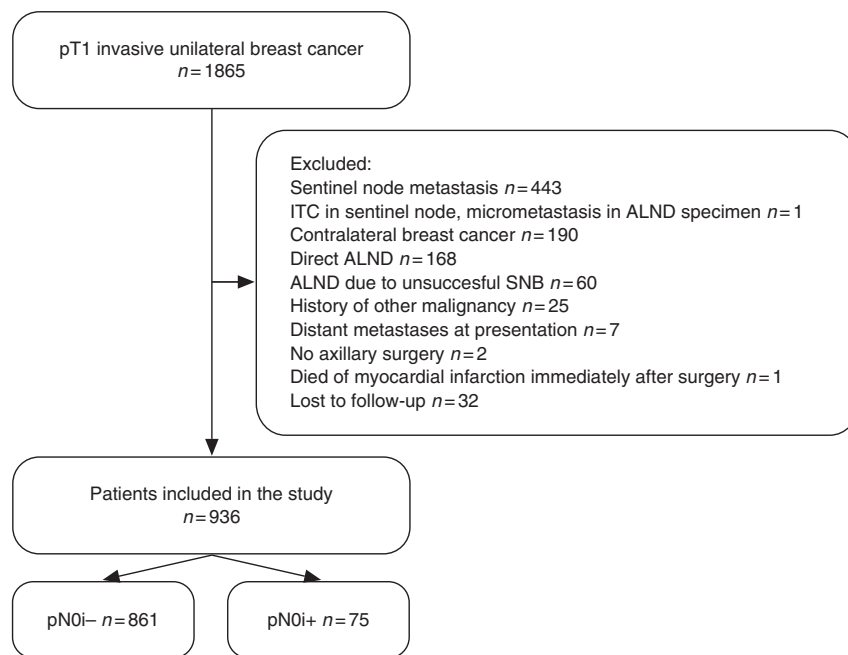 pT1 invasive unilateral breast cancer
n=1865
Excluded:
Sentinel node metastasis n=443
ITC in sentinel node, micrometastasis in ALND specimen n=1
Contralateral breast cancer n=190
Direct ALND n=168
ALND due to unsuccesful SNB n=60
History of other malignancy n=25
Distant metastases at presentation n=7
No axillary surgery n=2
Died of myocardial infarction immediately after surgery n=1
Lost to follow-up n=32
Patients included in the study
n=936
pN0i– n=861
pN0i+ n=75